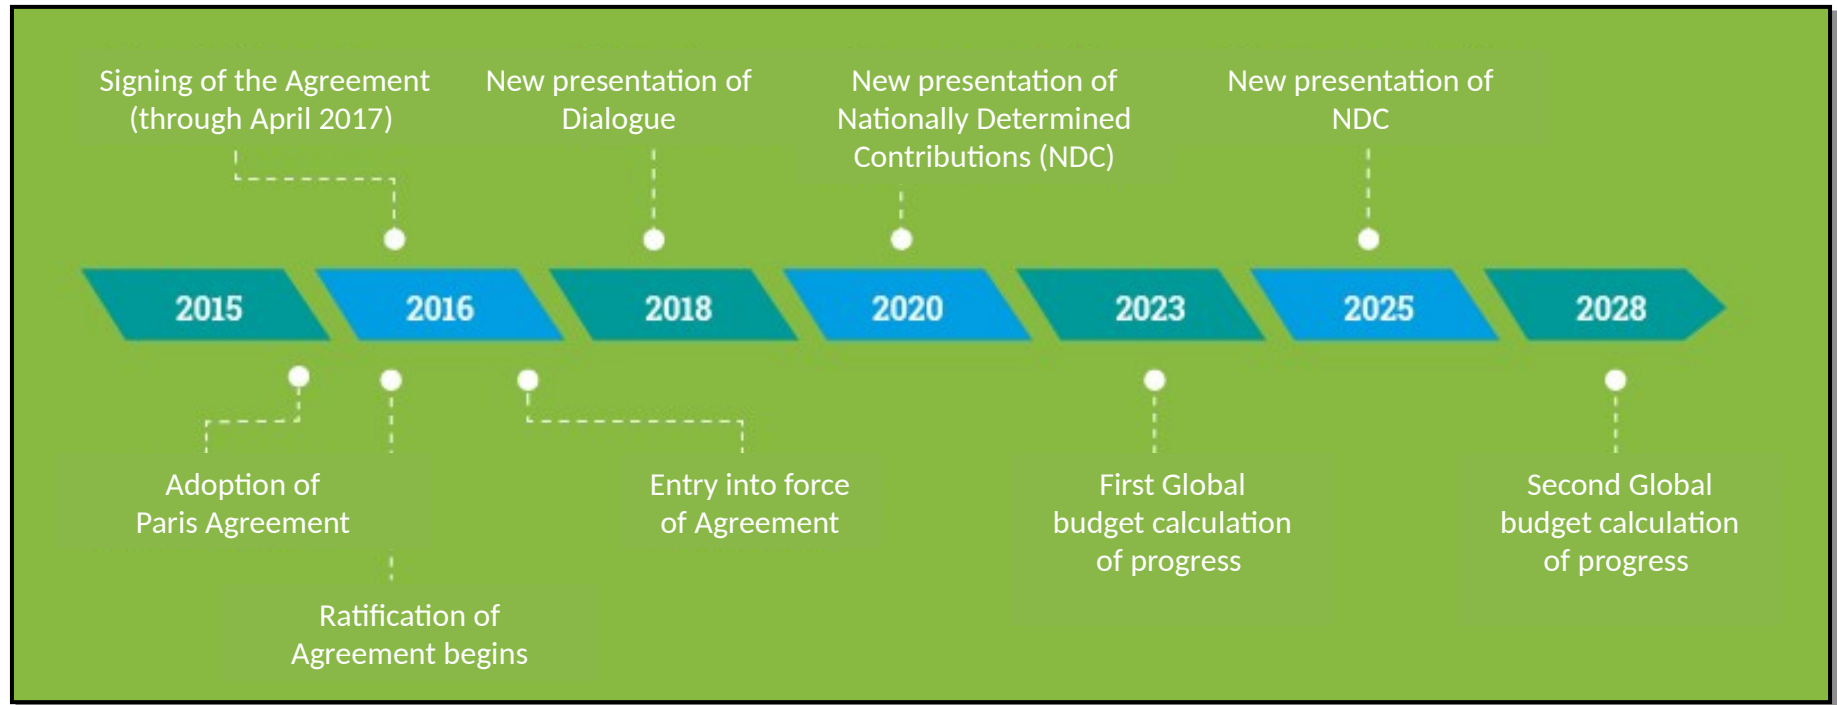 Signing of the Agreement
(through April 2017)
New presentation of
Dialogue
New presentation of
Nationally Determined
Contributions (NDC)
New presentation of
NDC
2015
2016
2018
2020
2023
2025
2028
Adoption of
Paris Agreement
Ratification of
Agreement begins
Entry into force
of Agreement
First Global
budget calculation
of progress
Second Global
budget calculation
of progress